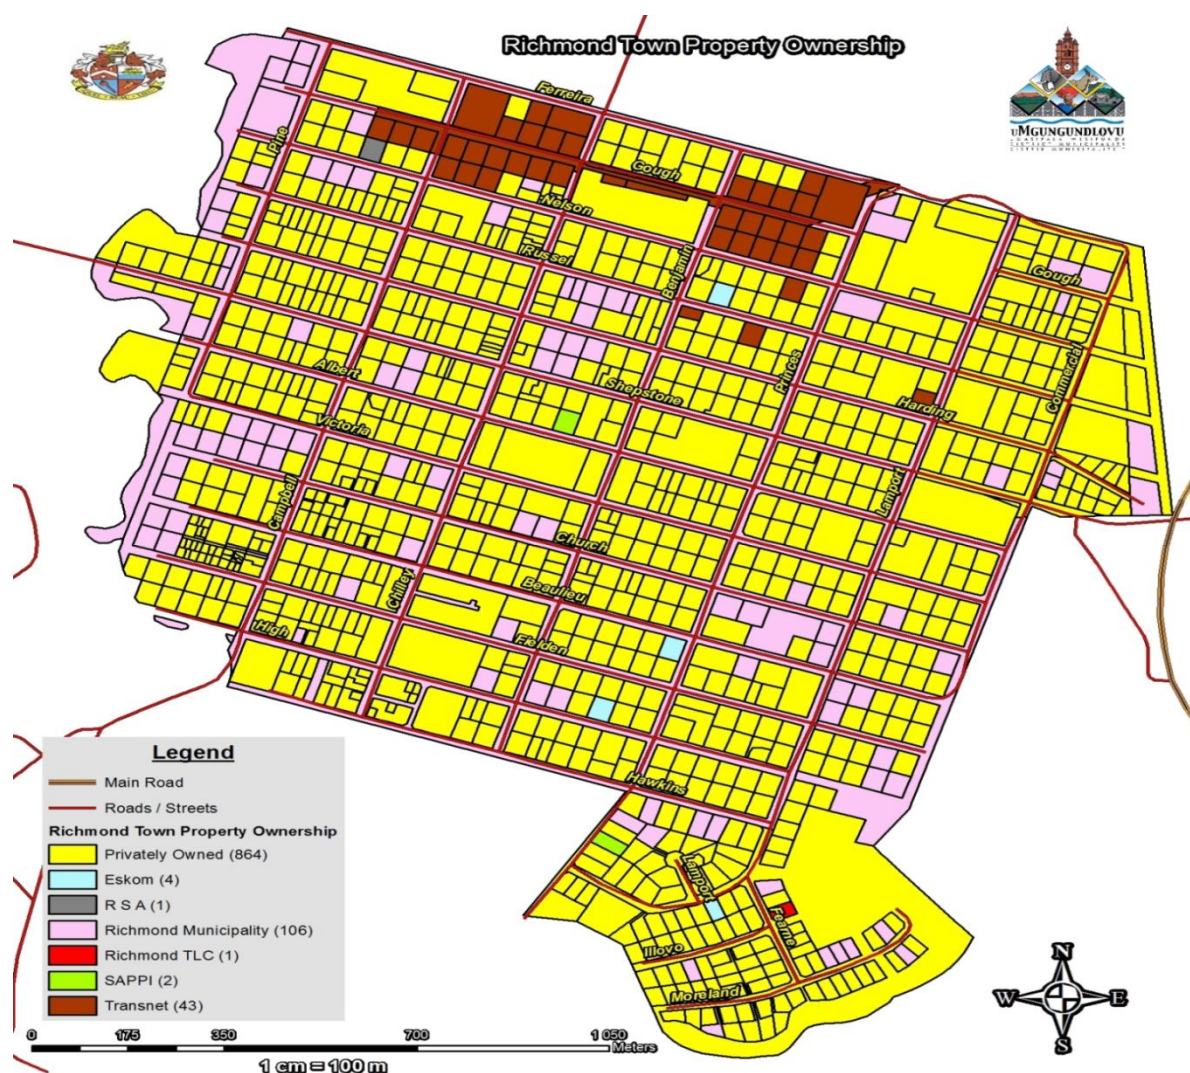 Richmond Town Property Ownership
uMGUNGUNDLOVU
Ferreira
Pine
Gough
Nelson
Russel
Benjamin
Gough
Commercial
Albert
Shepstone
Princes
Harding
Victoria
Lamport
Campbell
Church
Chilley
Beaulieu
High
Fielden
Hawkins
Lamport
Fearne
Illovo
Moreland
Legend
Main Road
Roads / Streets
Richmond Town Property Ownership
Privately Owned (864)
Eskom (4)
R S A (1)
Richmond Municipality (106)
Richmond TLC (1)
SAPPI (2)
Transnet (43)
0 175 350 700 1 050
Meters
1 cm = 100 m
N
W E
S